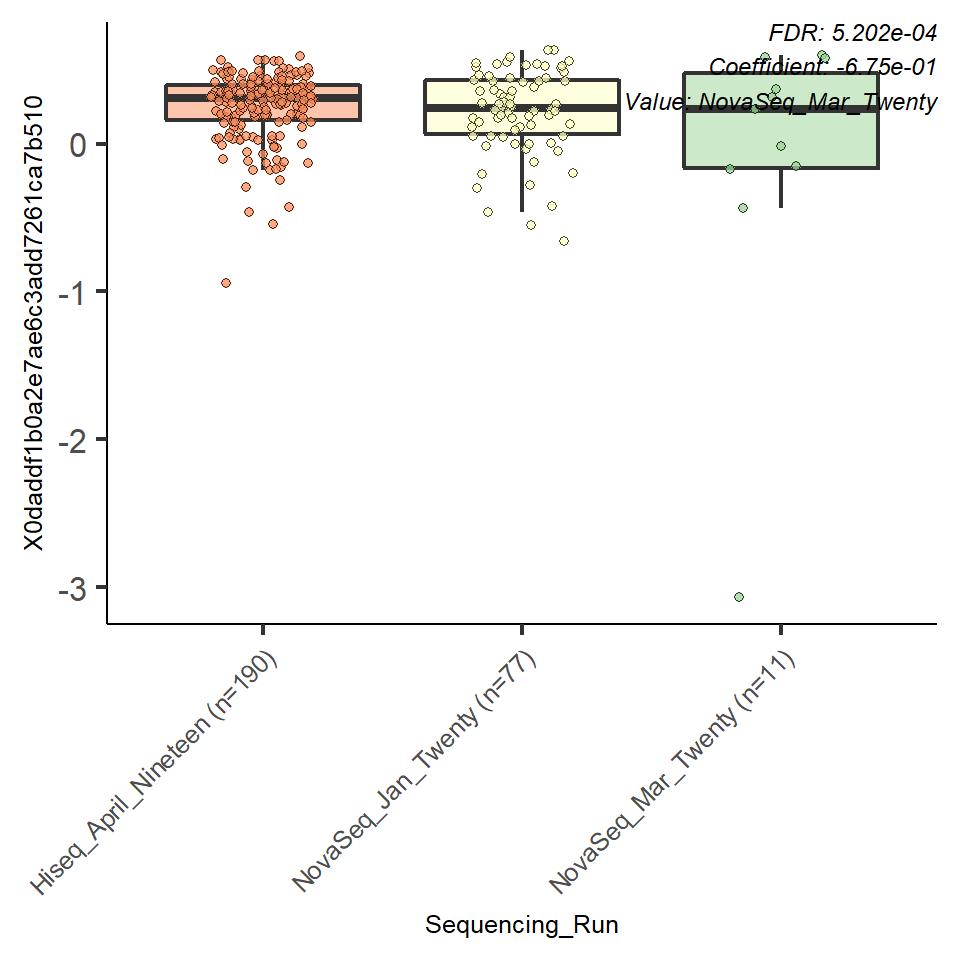 FDR: 5.202e-04
Coefficient: -6.75e-01
Value: NovaSeq_Mar_Twenty
X0daddf1b0a2e7ae6c3add7261ca7b510
0
-1
-2
-3
Hiseq_April_Nineteen (n=190)
NovaSeq_Jan_Twenty (n=77)
NovaSeq_Mar_Twenty (n=11)
Sequencing_Run